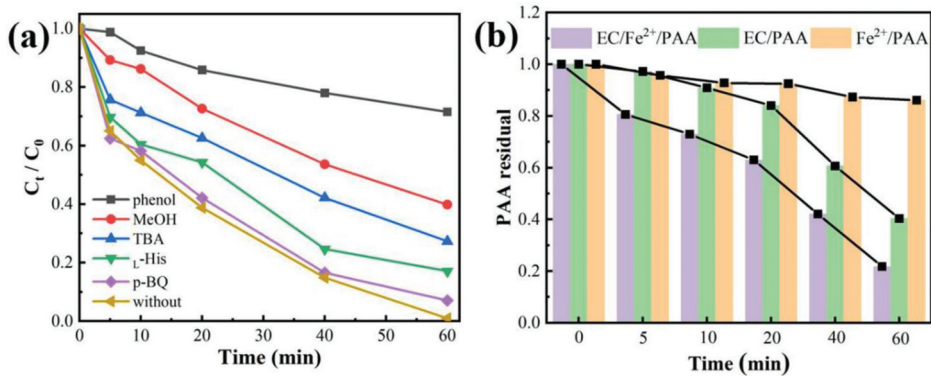 (a)
1.0
0.8
0.6
0.4
0.2
0.0
Ct / C0
phenol
MeOH
TBA
L-His
p-BQ
without
0 10 20 30 40 50 60
Time (min)
(b)
EC/Fe²⁺/PAA EC/PAA Fe²⁺/PAA
1.2
1.0
0.8
0.6
0.4
0.2
0.0
PAA residual
0 5 10 20 40 60
Time (min)